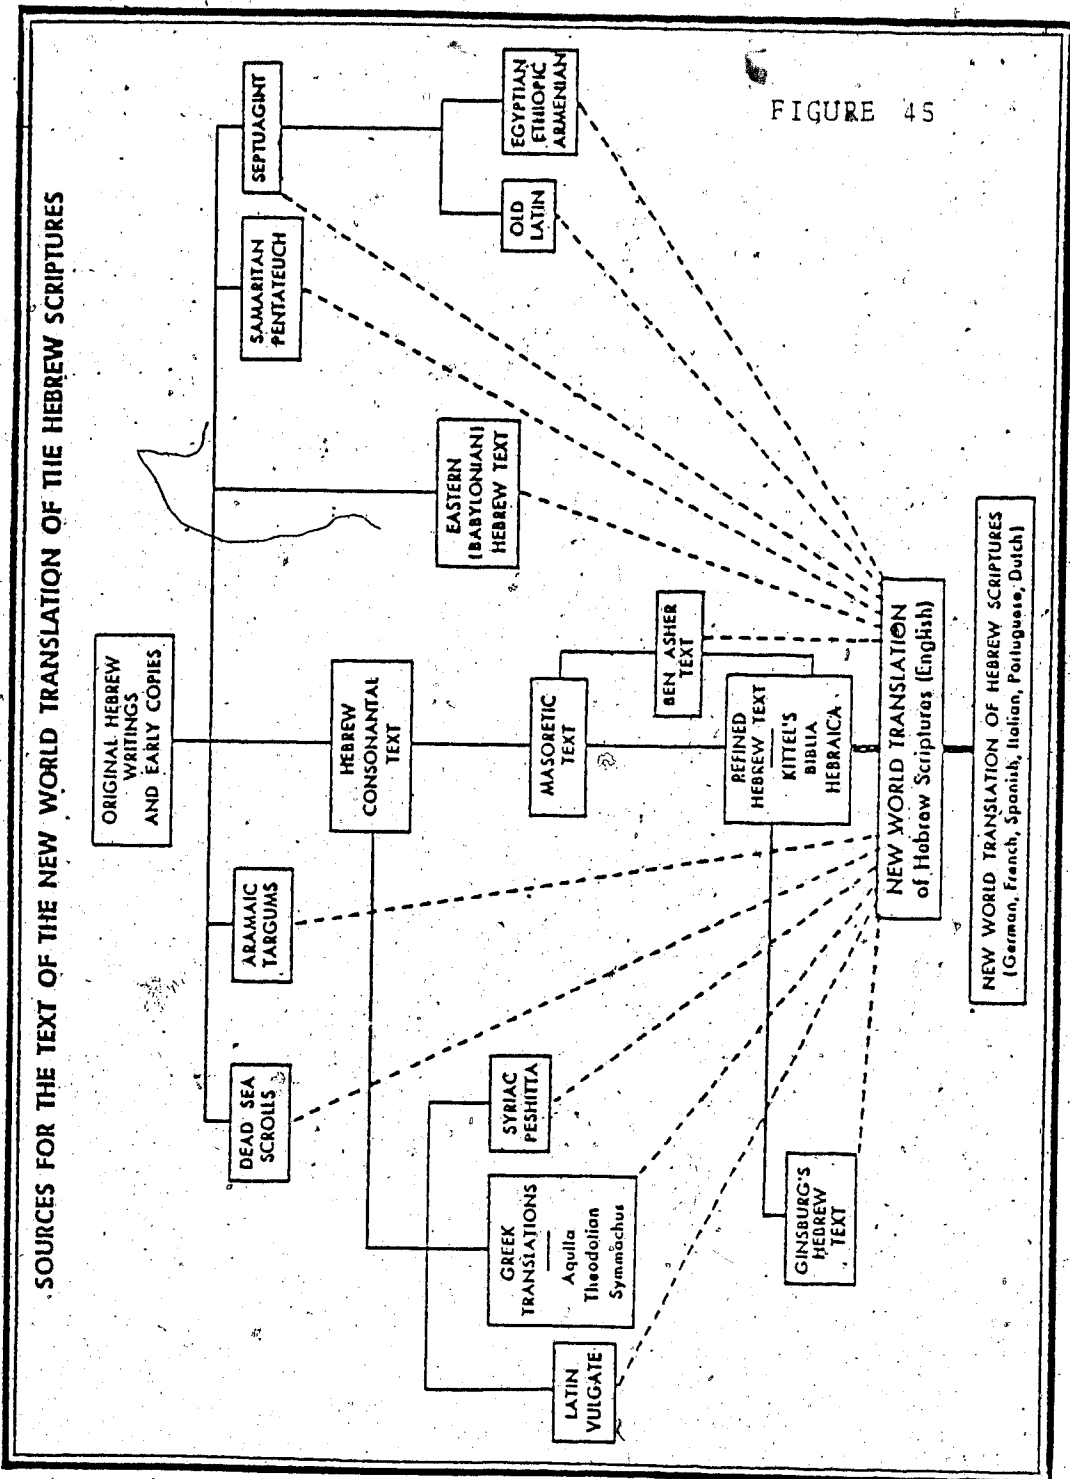 SOURCES FOR THE TEXT OF THE NEW WORLD TRANSLATION OF THE HEBREW SCRIPTURES
FIGURE 4S
ORIGINAL HEBREW
WRITINGS
AND EARLY COPIES
DEAD SEA
SCROLLS
ARAMAIC
TARGUMS
SAMARITAN
PENTATEUCH
SEPTUAGINT
HEBREW
CONSONANTAL
TEXT
EASTERN
(BABYLONIAN)
HEBREW TEXT
OLD
LATIN
EGYPTIAN
ETHIOPIC
ARMENIAN
LATIN
VULGATE
GREEK
TRANSLATIONS
Aquila
Theodotian
Symmachus
SYRIAC
PESHITTA
MASORETIC
TEXT
BEN ASHER
TEXT
GINSBURG'S
HEBREW
TEXT
REFINED
HEBREW TEXT
KITTEL'S
BIBLIA
HEBRAICA
NEW WORLD TRANSLATION
of Hebrew Scriptures (English)
NEW WORLD TRANSLATION OF HEBREW SCRIPTURES
(German, French, Spanish, Italian, Portuguese, Dutch)